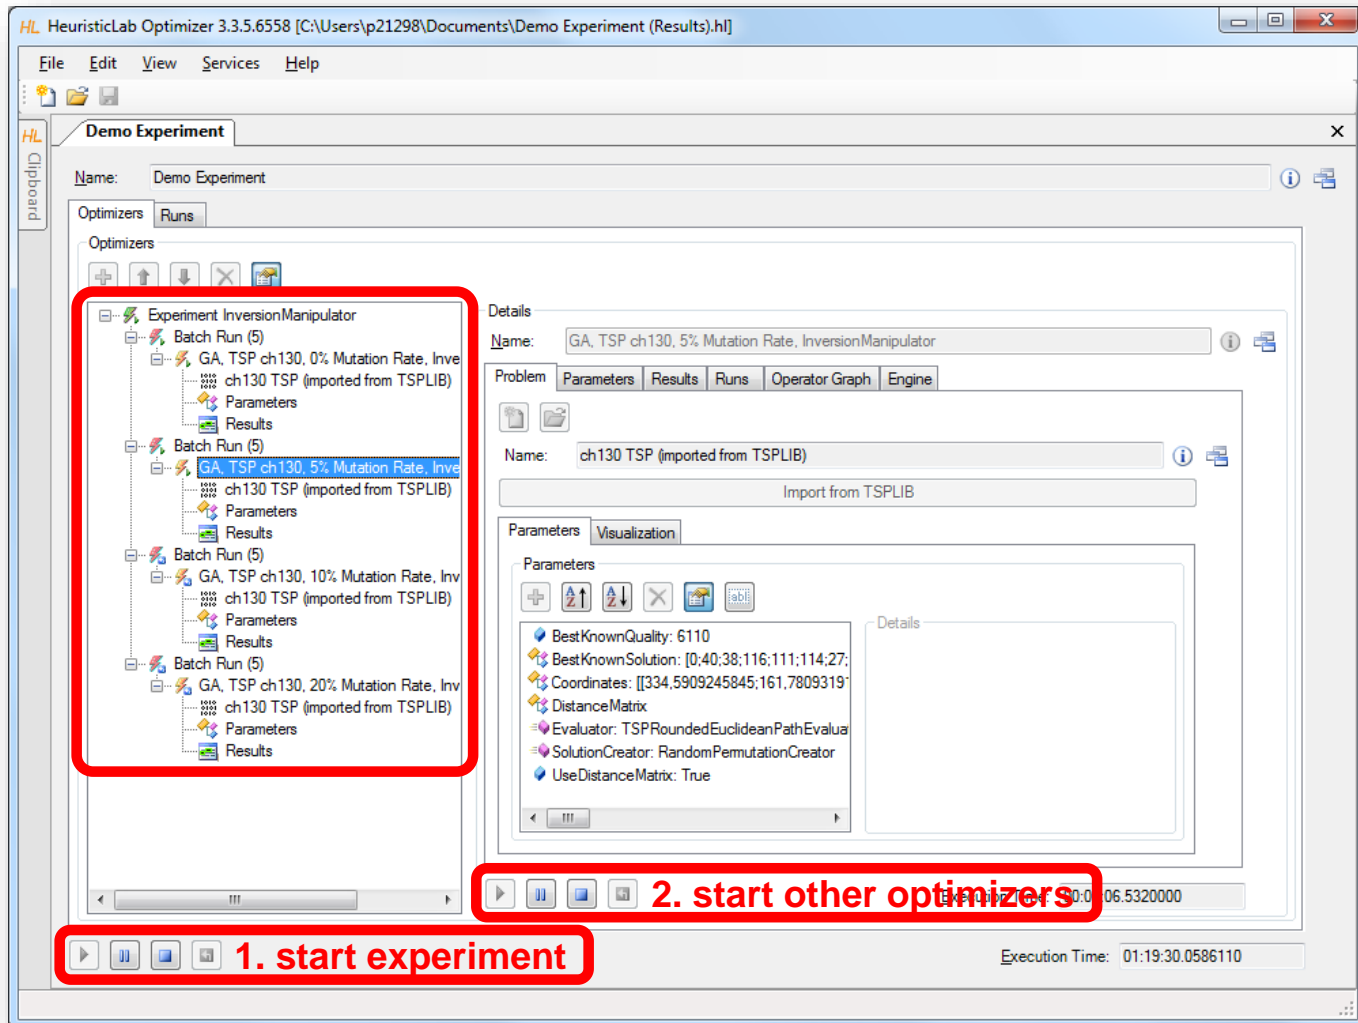 HL HeuristicLab Optimizer 3.3.5.6558 [C:\Users\p21298\Documents\Demo Experiment (Results).hl]
File Edit View Services Help
HL Clipboard
Demo Experiment
Name: Demo Experiment
Optimizers Runs
Optimizers
Experiment InversionManipulator
Batch Run (5)
GA, TSP ch130, 0% Mutation Rate, Inve
ch130 TSP (imported from TSPLIB)
Parameters
Results
Batch Run (5)
GA, TSP ch130, 5% Mutation Rate, Inve
ch130 TSP (imported from TSPLIB)
Parameters
Results
Batch Run (5)
GA, TSP ch130, 10% Mutation Rate, Inv
ch130 TSP (imported from TSPLIB)
Parameters
Results
Batch Run (5)
GA, TSP ch130, 20% Mutation Rate, Inv
ch130 TSP (imported from TSPLIB)
Parameters
Results
Details
Name: GA, TSP ch130, 5% Mutation Rate, InversionManipulator
Problem Parameters Results Runs Operator Graph Engine
Name: ch130 TSP (imported from TSPLIB)
Import from TSPLIB
Parameters Visualization
Parameters
BestKnownQuality: 6110
BestKnownSolution: [0;40;38;116;111;114;27;
Coordinates: [[334,5909245845;161,7809319
DistanceMatrix
Evaluator: TSPRoundedEuclideanPathEvalua
SolutionCreator: RandomPermutationCreator
UseDistanceMatrix: True
Details
2. start other optimizers
06.5320000
1. start experiment
Execution Time: 01:19:30.0586110